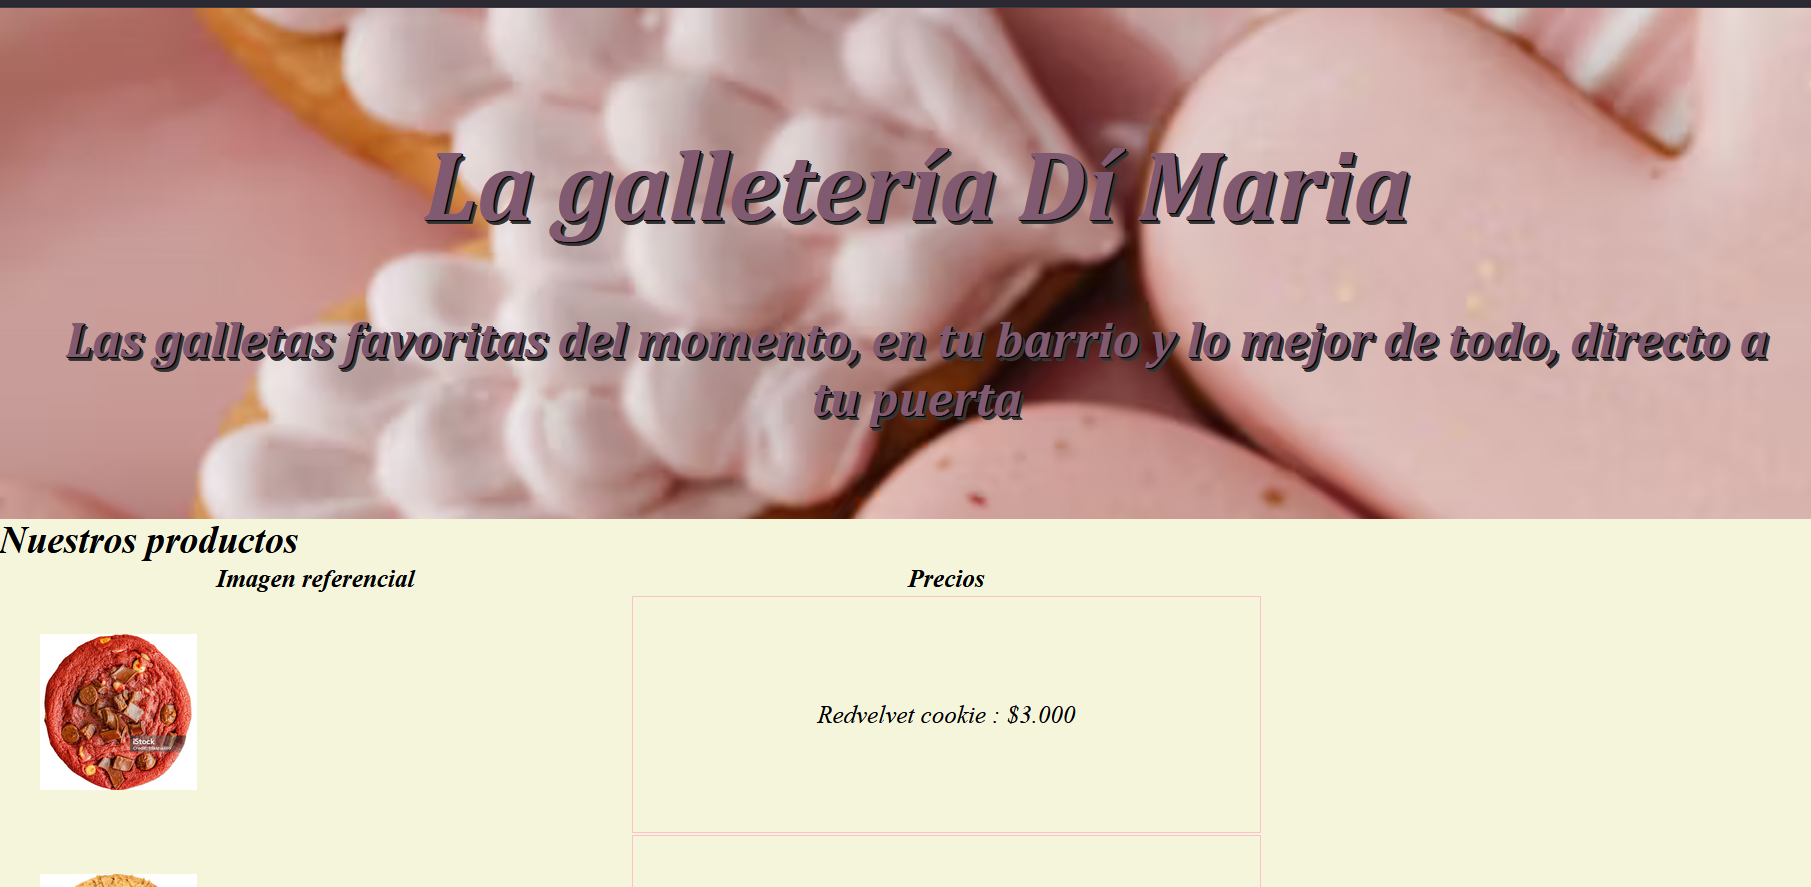 La galletería Dí Maria
Las galletas favoritas del momento, en tu barrio y lo mejor de todo, directo a
tu puerta
Nuestros productos
Imagen referencial
Precios
iStock
Redvelvet cookie : $3.000